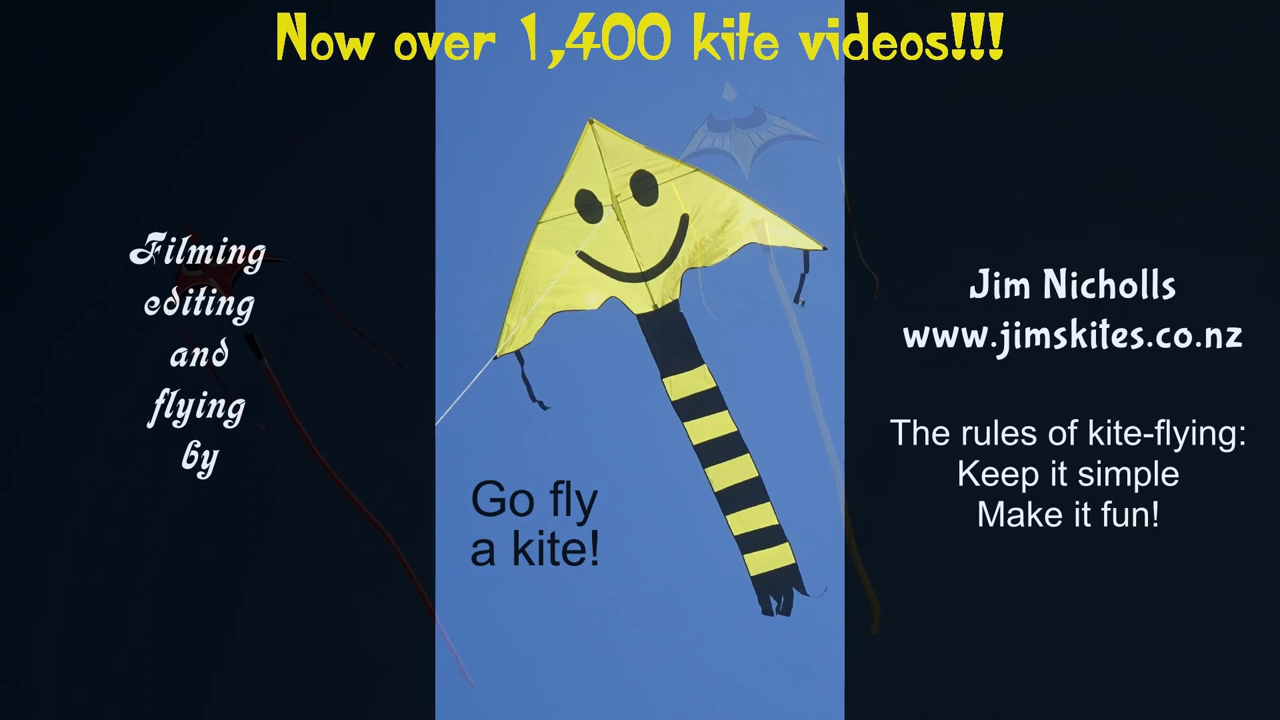 Now over 1,400 kite videos!!!
Filming
editing
and
flying
by
Go fly
a kite!
Jim Nicholls
www.jimskites.co.nz
The rules of kite-flying:
Keep it simple
Make it fun!